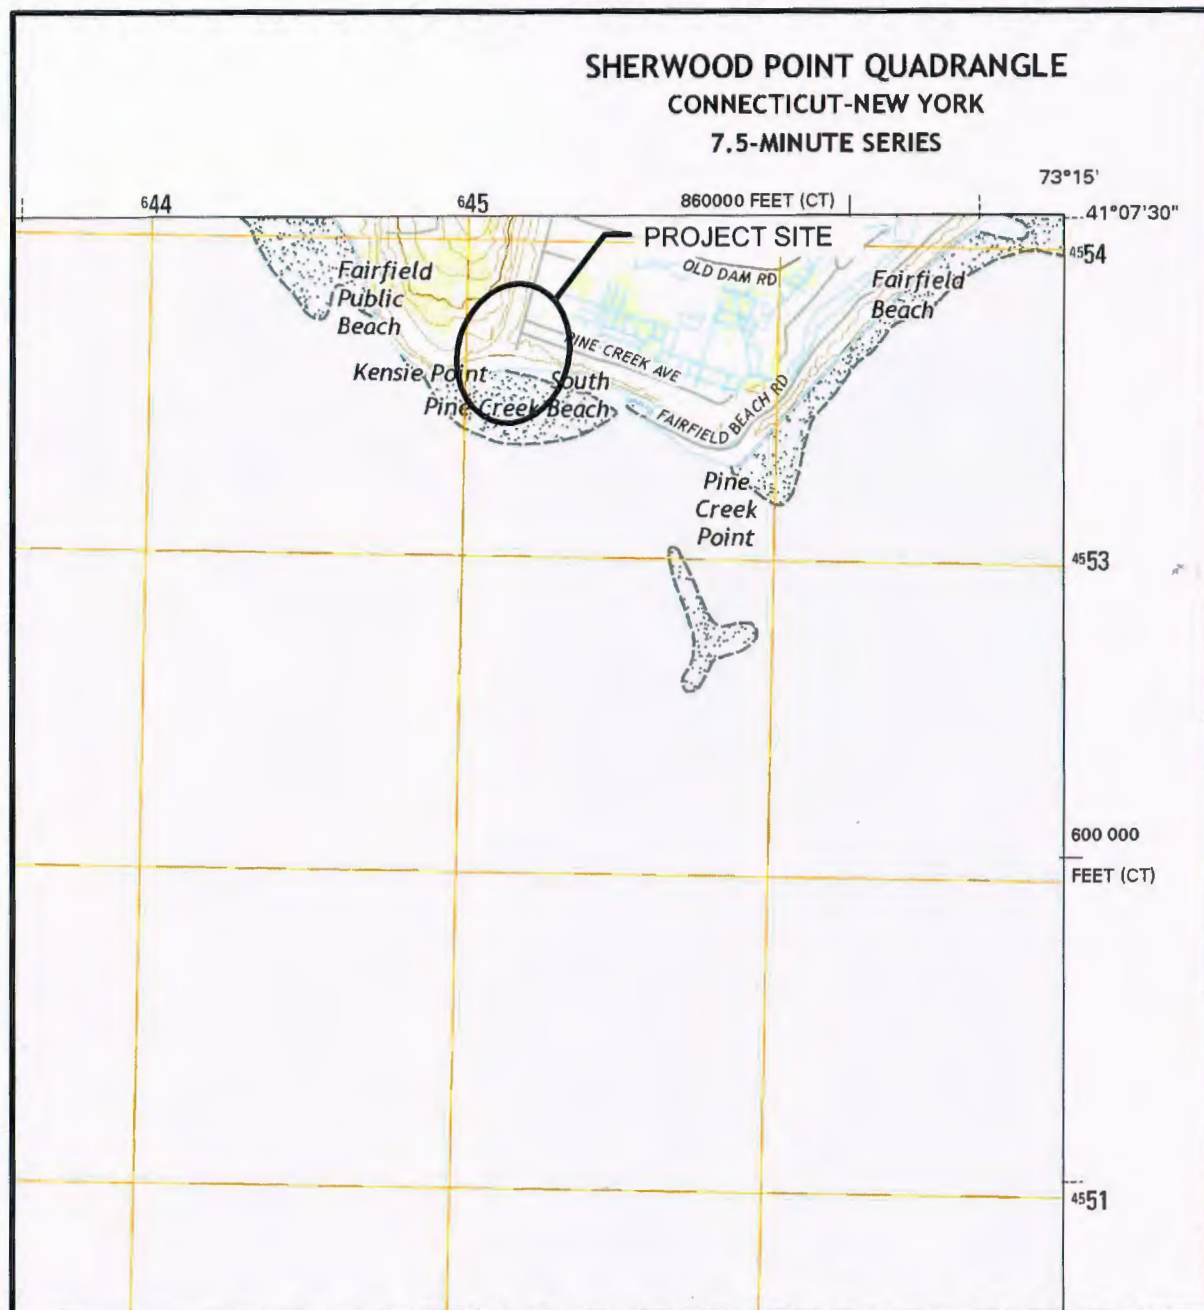 SHERWOOD POINT QUADRANGLE
CONNECTICUT-NEW YORK
7.5-MINUTE SERIES
73°15'
644
645
860000 FEET (CT)
41°07'30"
PROJECT SITE
4554
OLD DAM RD
Fairfield
Public
Beach
Fairfield
Beach
PINE CREEK AVE
Kensie Point
South
Pine Creek Beach
FAIRFIELD BEACH RD
Pine
Creek
Point
4553
600 000
FEET (CT)
4551